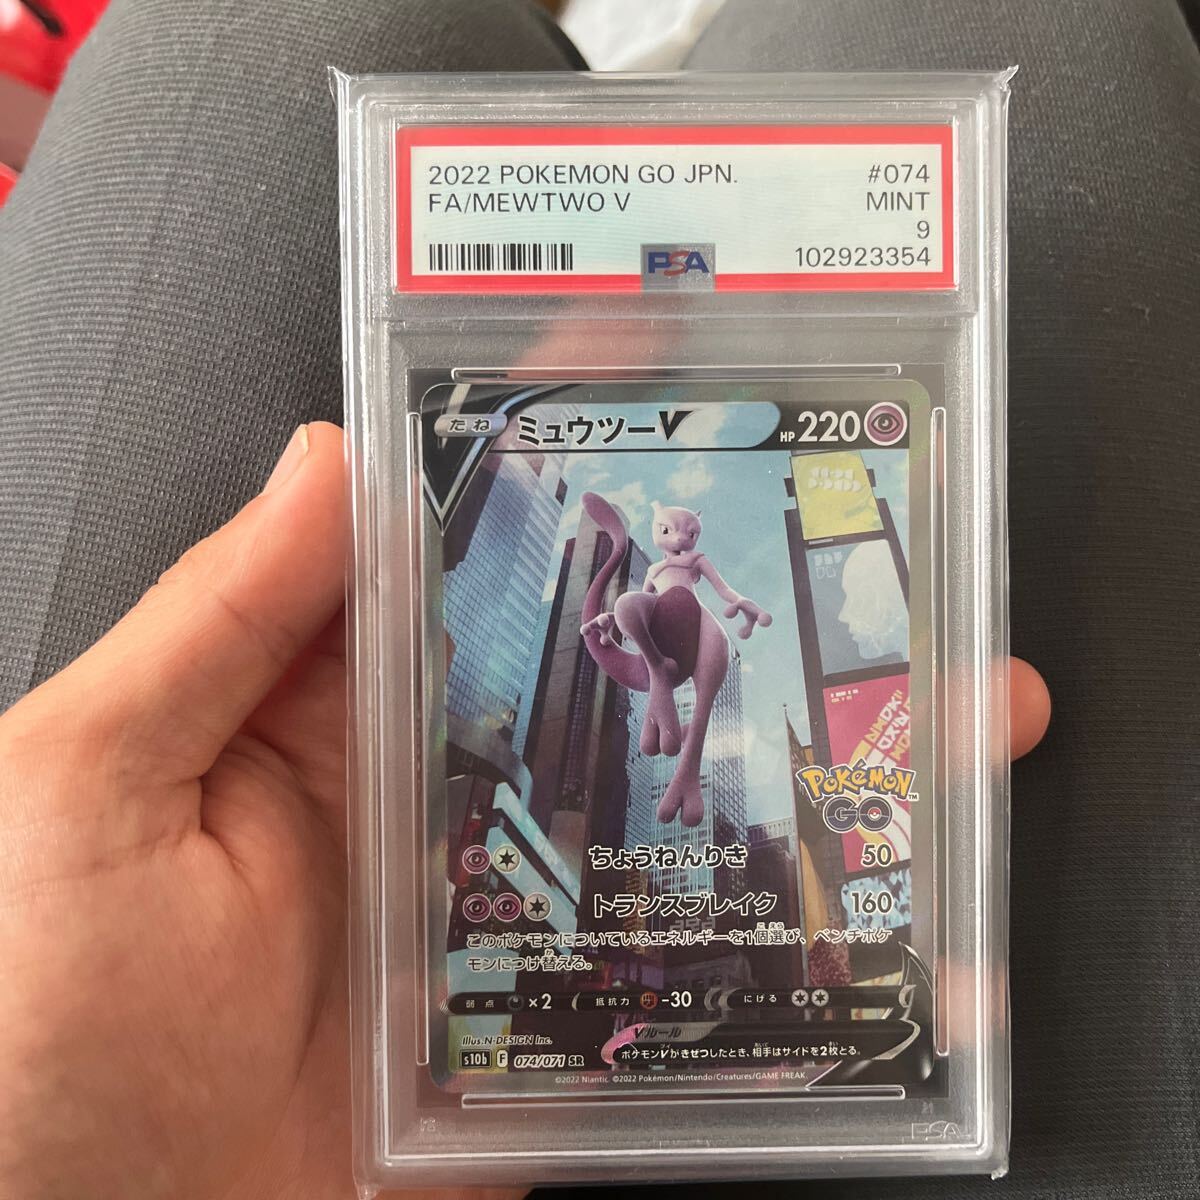 2022 POKEMON GO JPN.
#074
FA/MEWTWO V
MINT
9
PSA
102923354
たね
ミュウツーV
HP 220
Pokémon
GO
ちょうねんりき
50
トランスブレイク
160
このポケモンについているエネルギーを1個選び、ベンチポケ
モンにつけ替える。
弱点 ×2
抵抗力 -30
にげる
Vルール
ポケモンVがきぜつしたとき、相手はサイドを2枚とる。
Illus.N-DESIGN Inc.
s10b F 074/071 SR
©2022 Niantic. ©2022 Pokémon/Nintendo/Creatures/GAME FREAK.
PSA